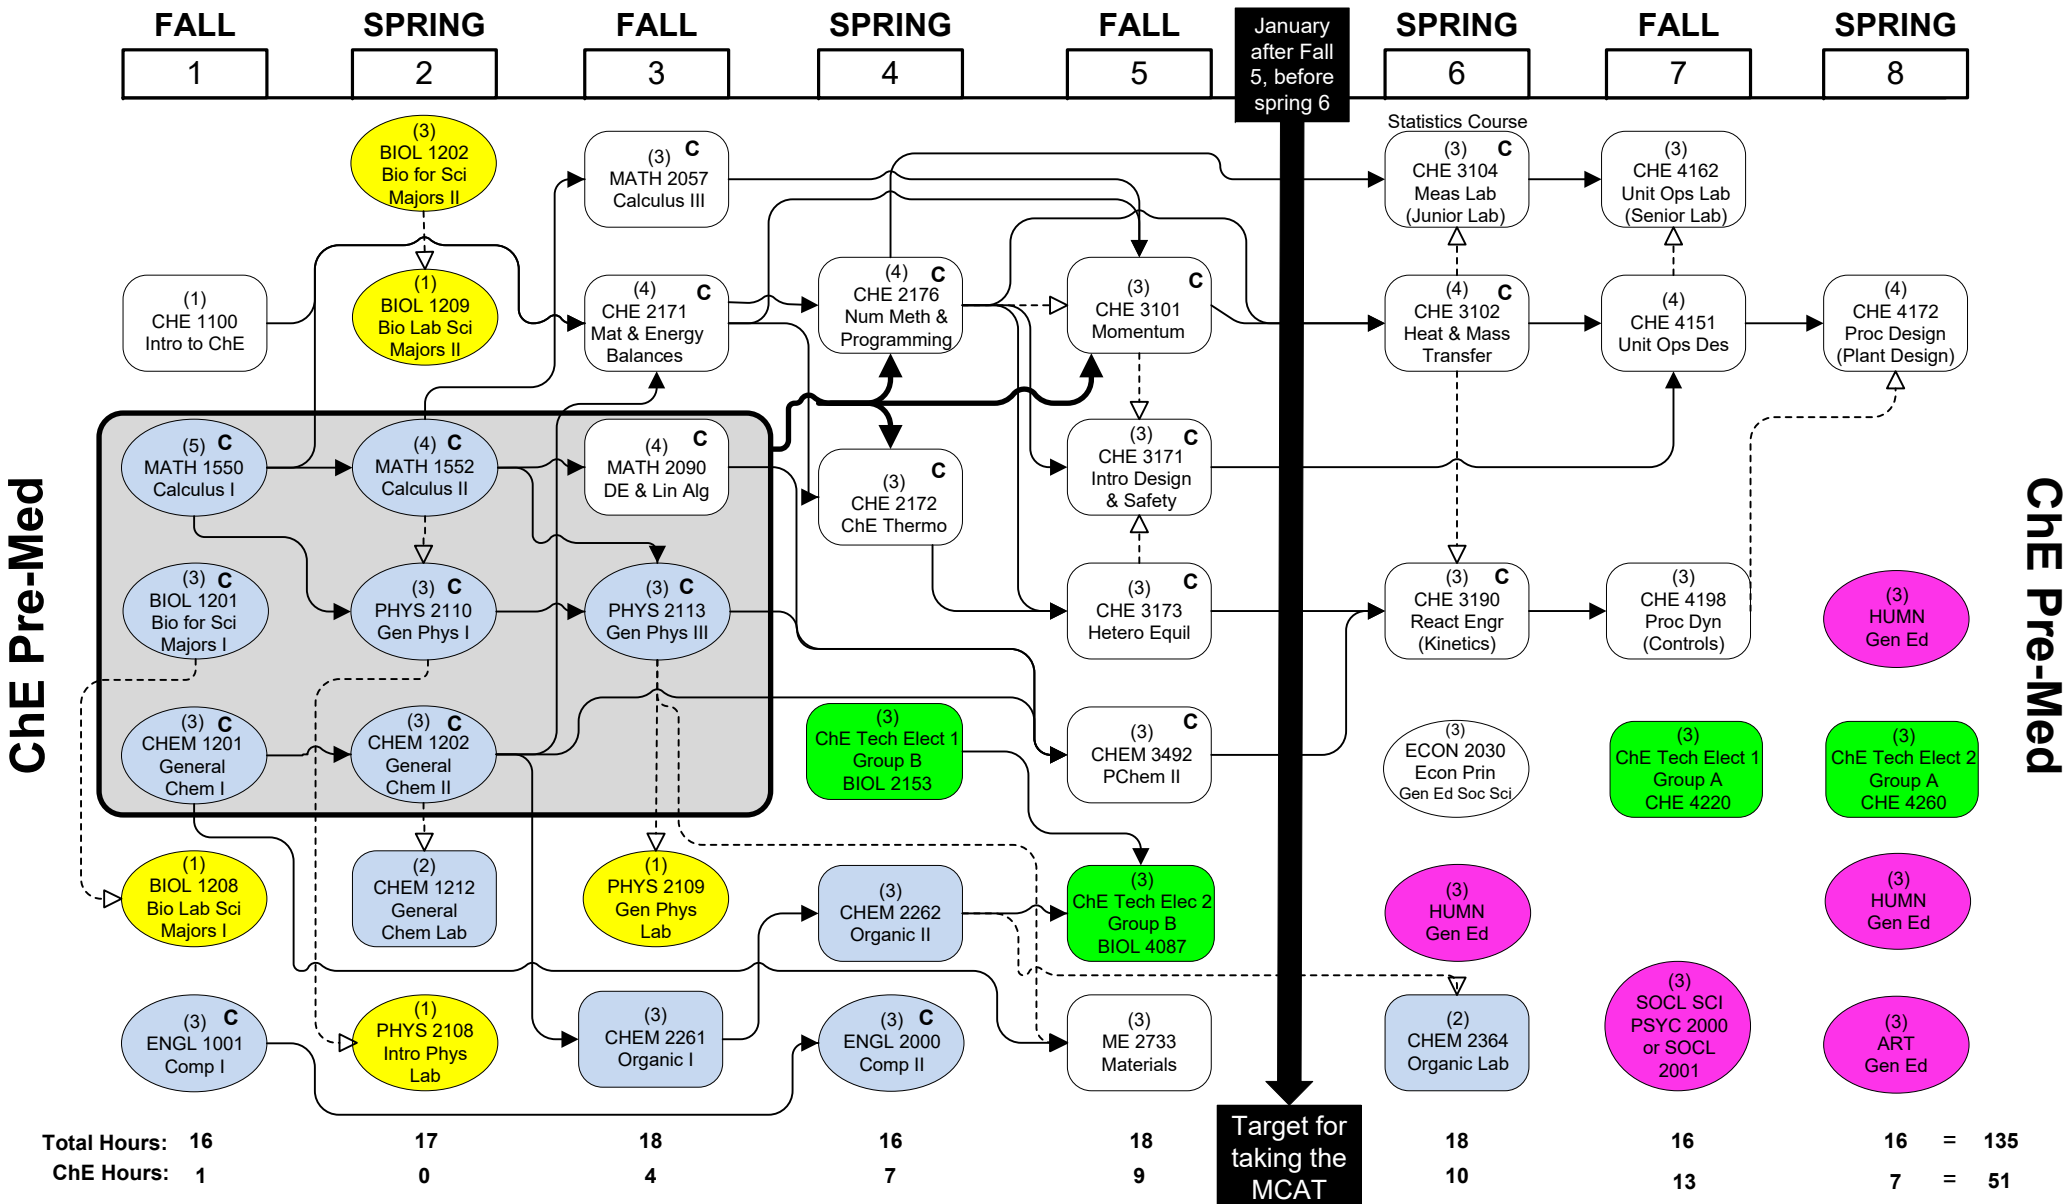 FALL
SPRING
FALL
SPRING
FALL
January
after Fall
5, before
spring 6
SPRING
FALL
SPRING
1
2
3
4
5
6
7
8
ChE Pre-Med
(1)
CHE 1100
Intro to ChE
(5) C
MATH 1550
Calculus I
(3) C
BIOL 1201
Bio for Sci
Majors I
(3) C
CHEM 1201
General
Chem I
(1)
BIOL 1208
Bio Lab Sci
Majors I
(3) C
ENGL 1001
Comp I
(3)
BIOL 1202
Bio for Sci
Majors II
(1)
BIOL 1209
Bio Lab Sci
Majors II
(4) C
MATH 1552
Calculus II
(3) C
PHYS 2110
Gen Phys I
(3) C
CHEM 1202
General
Chem II
(2)
CHEM 1212
General
Chem Lab
(1)
PHYS 2108
Intro Phys
Lab
(3) C
MATH 2057
Calculus III
(4) C
CHE 2171
Mat & Energy
Balances
(4) C
MATH 2090
DE & Lin Alg
(3) C
PHYS 2113
Gen Phys III
(1)
PHYS 2109
Gen Phys
Lab
(3)
CHEM 2261
Organic I
(4) C
CHE 2176
Num Meth &
Programming
(3) C
CHE 2172
ChE Thermo
(3)
ChE Tech Elect 1
Group B
BIOL 2153
(3)
CHEM 2262
Organic II
(3) C
ENGL 2000
Comp II
(3) C
CHE 3101
Momentum
(3) C
CHE 3171
Intro Design
& Safety
(3) C
CHE 3173
Hetero Equil
(3) C
CHEM 3492
PChem II
(3)
ChE Tech Elec 2
Group B
BIOL 4087
(3)
ME 2733
Materials
Statistics Course
(3) C
CHE 3104
Meas Lab
(Junior Lab)
(4) C
CHE 3102
Heat & Mass
Transfer
(3) C
CHE 3190
React Engr
(Kinetics)
(3)
ECON 2030
Econ Prin
Gen Ed Soc Sci
(3)
HUMN
Gen Ed
(2)
CHEM 2364
Organic Lab
(3)
CHE 4162
Unit Ops Lab
(Senior Lab)
(4)
CHE 4151
Unit Ops Des
(3)
CHE 4198
Proc Dyn
(Controls)
(3)
ChE Tech Elect 1
Group A
CHE 4220
(3)
SOCL SCI
PSYC 2000
or SOCL
2001
(4)
CHE 4172
Proc Design
(Plant Design)
(3)
HUMN
Gen Ed
(3)
ChE Tech Elect 2
Group A
CHE 4260
(3)
HUMN
Gen Ed
(3)
ART
Gen Ed
ChE Pre-Med
Target for
taking the
MCAT
Total Hours: 16 17 18 16 18 18 16 16 = 135
ChE Hours: 1 0 4 7 9 10 13 7 = 51